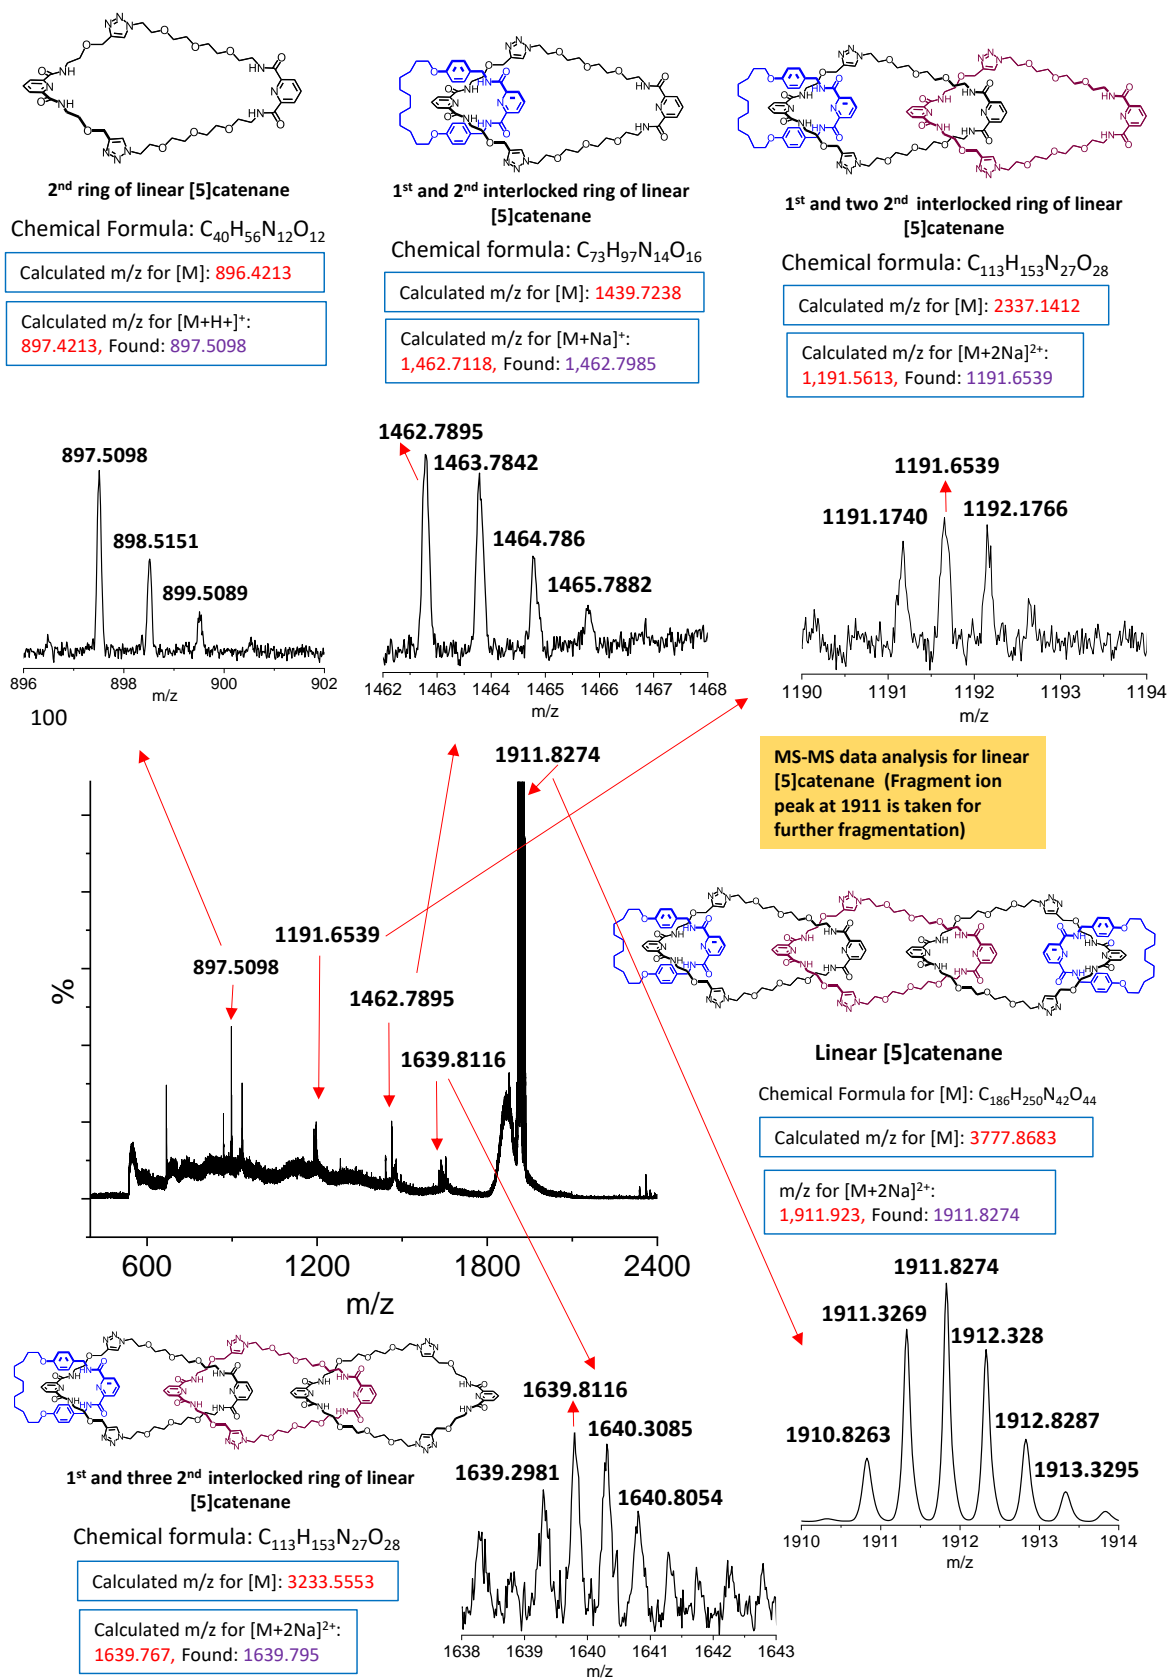 2nd ring of linear [5]catenane
Chemical Formula: C40H56N12O12
Calculated m/z for [M]: 896.4213
Calculated m/z for [M+H+]+:
897.4213, Found: 897.5098
1st and 2nd interlocked ring of linear
[5]catenane
Chemical formula: C73H97N14O16
Calculated m/z for [M]: 1439.7238
Calculated m/z for [M+Na]+:
1,462.7118, Found: 1,462.7985
1st and two 2nd interlocked ring of linear
[5]catenane
Chemical formula: C113H153N27O28
Calculated m/z for [M]: 2337.1412
Calculated m/z for [M+2Na]2+:
1,191.5613, Found: 1191.6539
897.5098
898.5151
899.5089
896 898 900 902
m/z
1462.7895
1463.7842
1464.786
1465.7882
1462 1463 1464 1465 1466 1467 1468
m/z
1191.6539
1191.1740
1192.1766
1190 1191 1192 1193 1194
m/z
100
1911.8274
1191.6539
897.5098
1462.7895
1639.8116
%
600 1200 1800 2400
m/z
MS-MS data analysis for linear
[5]catenane (Fragment ion
peak at 1911 is taken for
further fragmentation)
Linear [5]catenane
Chemical Formula for [M]: C186H250N42O44
Calculated m/z for [M]: 3777.8683
m/z for [M+2Na]2+:
1,911.923, Found: 1911.8274
1911.8274
1911.3269
1912.328
1912.8287
1910.8263
1913.3295
1910 1911 1912 1913 1914
m/z
1st and three 2nd interlocked ring of linear
[5]catenane
Chemical formula: C113H153N27O28
Calculated m/z for [M]: 3233.5553
Calculated m/z for [M+2Na]2+:
1639.767, Found: 1639.795
1639.8116
1640.3085
1639.2981
1640.8054
1638 1639 1640 1641 1642 1643
m/z